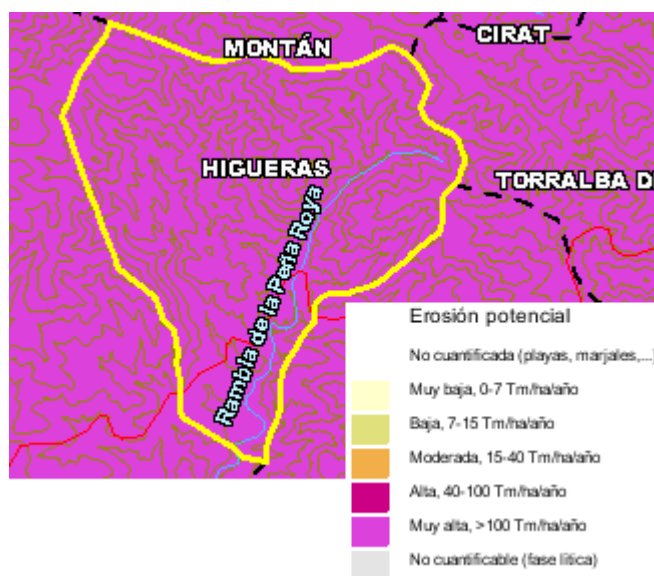 MONTÁN
CIRAT
HIGUERAS
TORRALBA D
Rambla de la Peña Roya
Erosión potencial
No cuantificada (playas, marjales,...)
Muy baja, 0-7 Tm/ha/año
Baja, 7-15 Tm/ha/año
Moderada, 15-40 Tm/ha/año
Alta, 40-100 Tm/ha/año
Muy alta, >100 Tm/ha/año
No cuantificable (fase lítica)